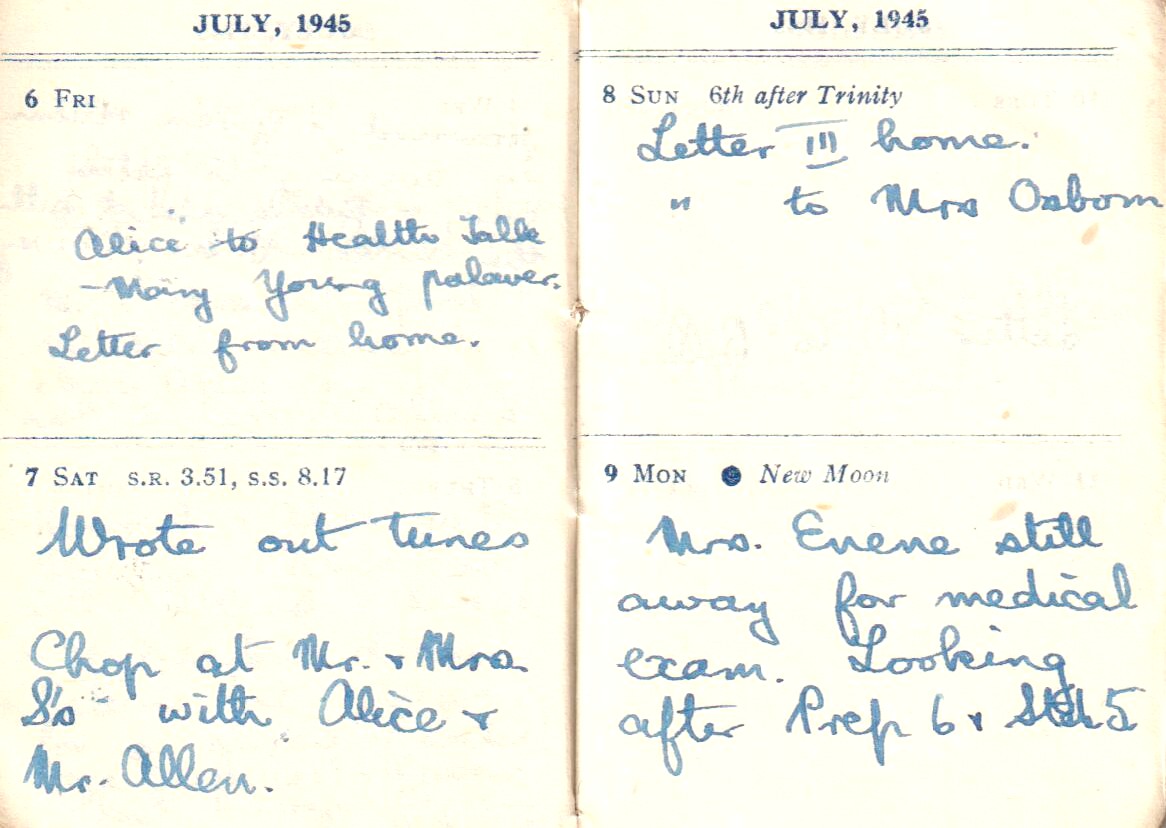 JULY, 1945
6 FRI
Alice to Health Talk
- Mary Young palaver.
Letter from home.
7 SAT S.R. 3.51, S.S. 8.17
Wrote out tunes
Chop at Mr. & Mrs
S's with Alice &
Mr. Allen.
JULY, 1945
8 SUN 6th after Trinity
Letter III home.
" to Mrs Osborn
9 MON ● New Moon
Mrs. Enene still
away for medical
exam. Looking
after Prep 6 & Std 5